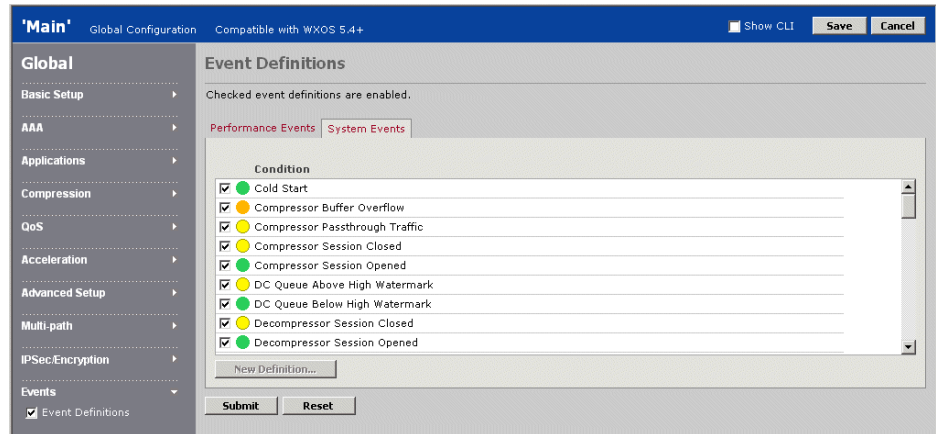 'Main' Global Configuration Compatible with WXOS 5.4+ Show CLI Save Cancel
Global
Basic Setup
AAA
Applications
Compression
QoS
Acceleration
Advanced Setup
Multi-path
IPSec/Encryption
Events
Event Definitions
Event Definitions
Checked event definitions are enabled.
Performance Events System Events
Condition
Cold Start
Compressor Buffer Overflow
Compressor Passthrough Traffic
Compressor Session Closed
Compressor Session Opened
DC Queue Above High Watermark
DC Queue Below High Watermark
Decompressor Session Closed
Decompressor Session Opened
New Definition...
Submit Reset